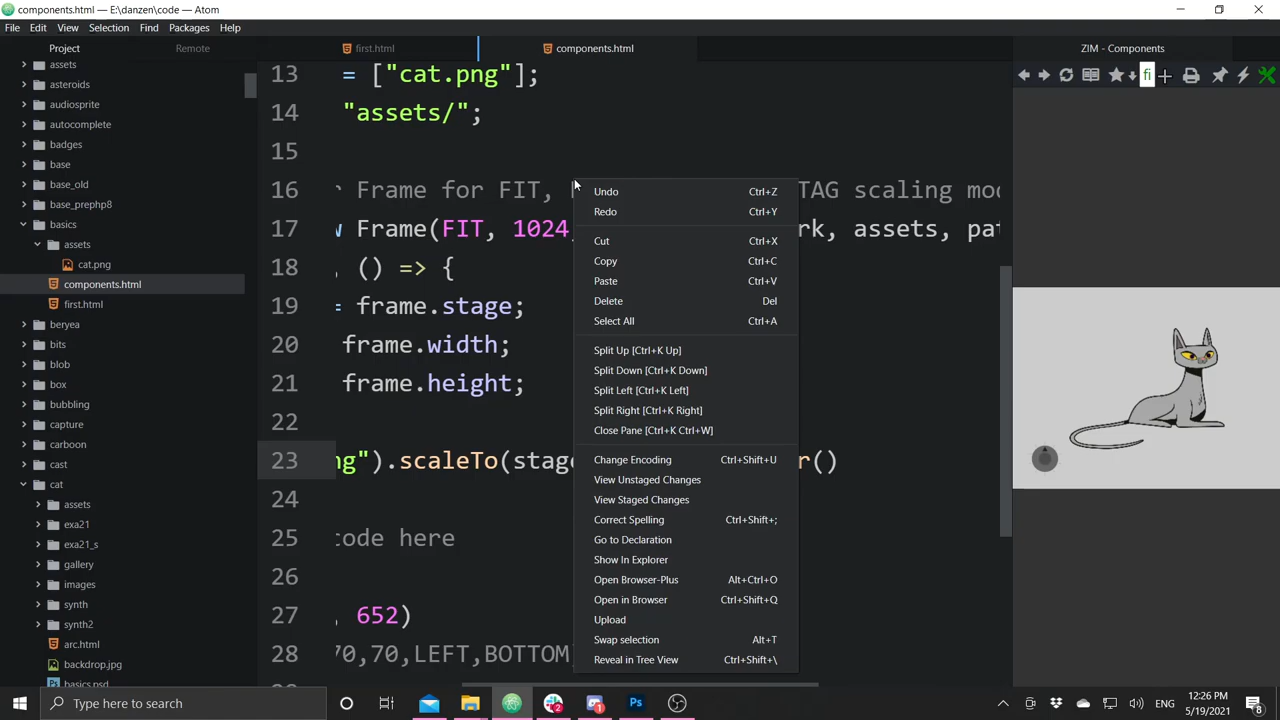 components.html — E:\danzen\code — Atom
File Edit View Selection Find Packages Help
Project Remote
first.html
components.html
ZIM - Components
assets
asteroids
audiosprite
autocomplete
badges
base
base_old
base_prephp8
basics
assets
cat.png
components.html
first.html
beryea
bits
blob
box
bubbling
capture
carboon
cast
cat
assets
exa21
exa21_s
gallery
images
synth
synth2
arc.html
backdrop.jpg
basics.psd
13 = ["cat.png"];
14 "assets/";
15
16 r Frame for FIT, TAG scaling mod
17 w Frame(FIT, 1024 rk, assets, pat
18 , () => {
19 = frame.stage;
20 frame.width;
21 frame.height;
22
23 ng").scaleTo(stage r()
24
25 code here
26
27 , 652)
28 70,70,LEFT,BOTTOM
Undo Ctrl+Z
Redo Ctrl+Y
Cut Ctrl+X
Copy Ctrl+C
Paste Ctrl+V
Delete Del
Select All Ctrl+A
Split Up [Ctrl+K Up]
Split Down [Ctrl+K Down]
Split Left [Ctrl+K Left]
Split Right [Ctrl+K Right]
Close Pane [Ctrl+K Ctrl+W]
Change Encoding Ctrl+Shift+U
View Unstaged Changes
View Staged Changes
Correct Spelling Ctrl+Shift+;
Go to Declaration
Show In Explorer
Open Browser-Plus Alt+Ctrl+O
Open in Browser Ctrl+Shift+Q
Upload
Swap selection Alt+T
Reveal in Tree View Ctrl+Shift+\
fi
Type here to search
ENG
12:26 PM
5/19/2021
8